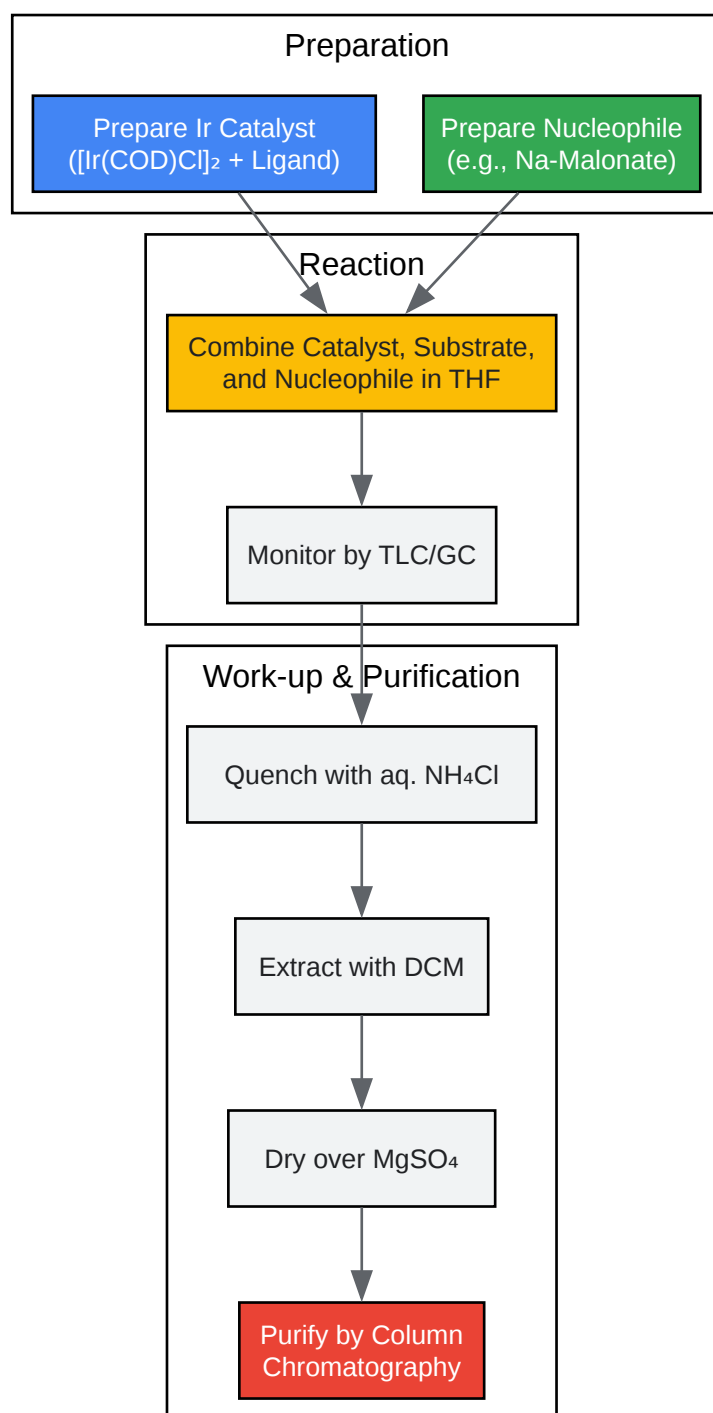 Preparation
Prepare Ir Catalyst
([Ir(COD)Cl]₂ + Ligand)
Prepare Nucleophile
(e.g., Na-Malonate)
Reaction
Combine Catalyst, Substrate,
and Nucleophile in THF
Monitor by TLC/GC
Work-up & Purification
Quench with aq. NH₄Cl
Extract with DCM
Dry over MgSO₄
Purify by Column
Chromatography